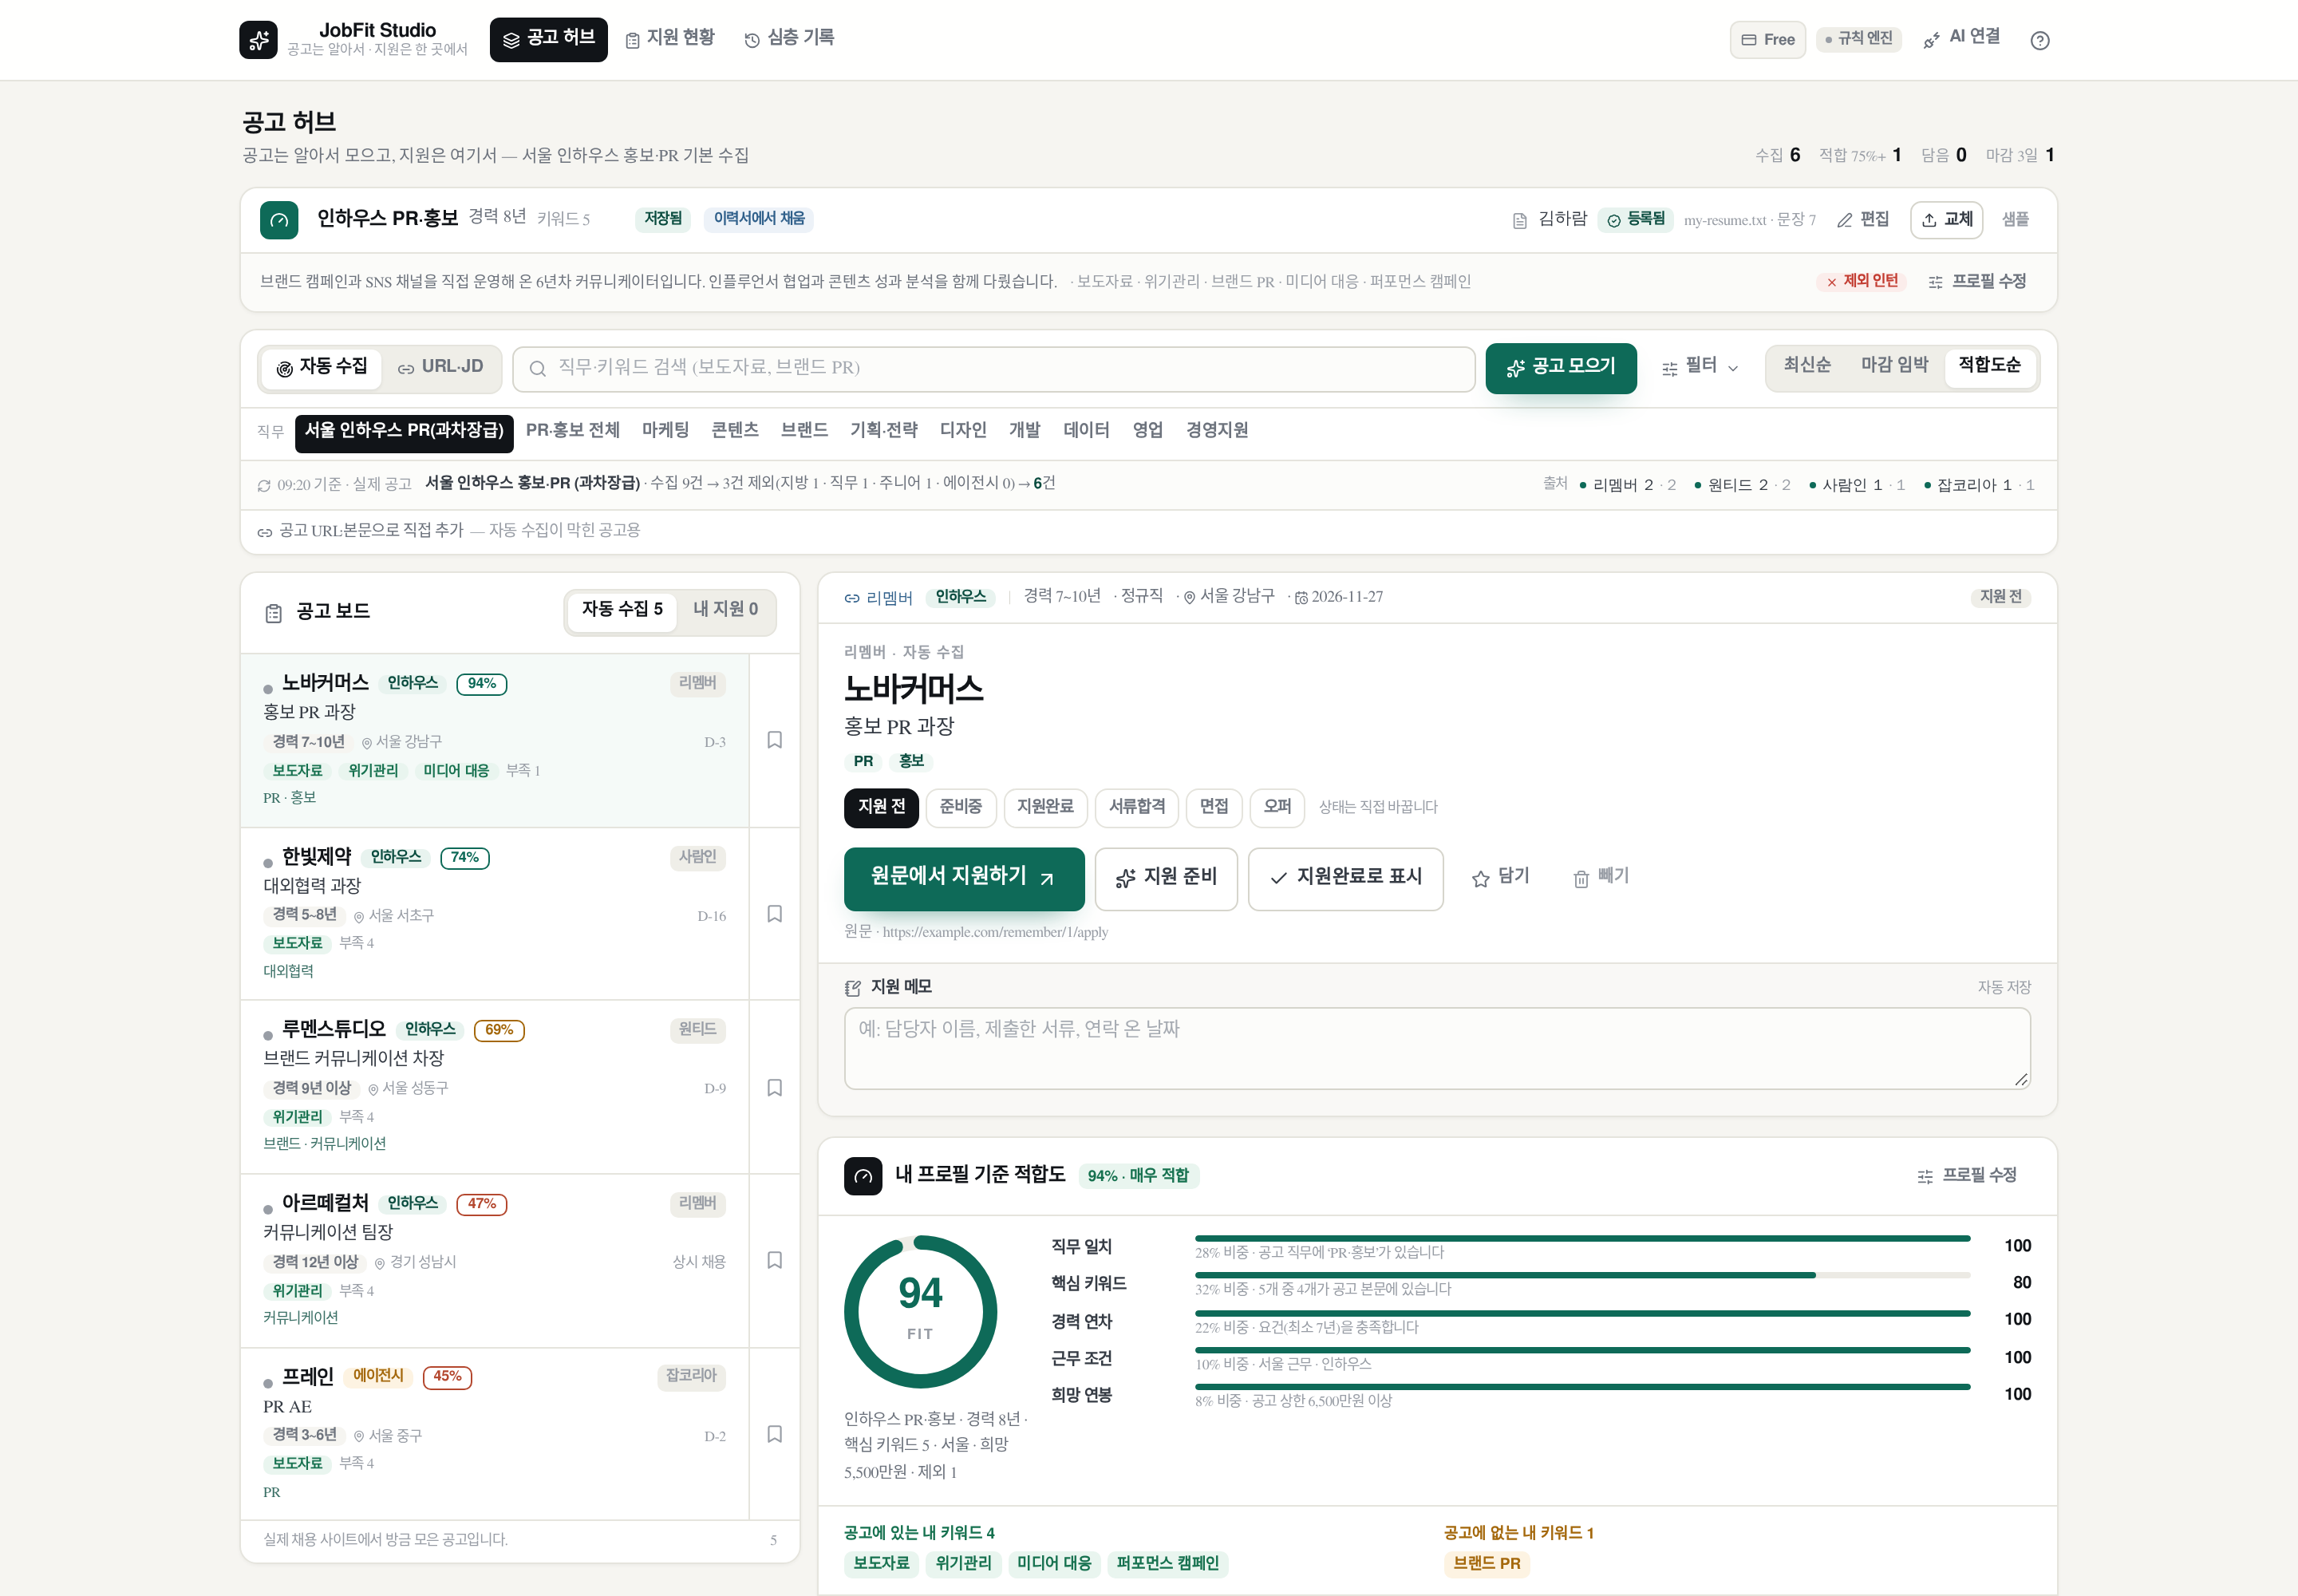 JobFit Studio
공고는 알아서 · 지원은 한 곳에서
공고 허브
지원 현황
심층 기록
Free
규칙 엔진
AI 연결
공고 허브
공고는 알아서 모으고, 지원은 여기서 — 서울 인하우스 홍보·PR 기본 수집
수집 6 적합 75%+ 1 담음 0 마감 3일 1
인하우스 PR·홍보 경력 8년 키워드 5 저장됨 이력서에서 채움
김하람 등록됨 my-resume.txt · 문장 7 편집 교체 샘플
브랜드 캠페인과 SNS 채널을 직접 운영해 온 6년차 커뮤니케이터입니다. 인플루언서 협업과 콘텐츠 성과 분석을 함께 다뤘습니다. · 보도자료 · 위기관리 · 브랜드 PR · 미디어 대응 · 퍼포먼스 캠페인
제외 인턴 프로필 수정
자동 수집 URL·JD 직무·키워드 검색 (보도자료, 브랜드 PR) 공고 모으기 필터 최신순 마감 임박 적합도순
직무 서울 인하우스 PR(과차장급) PR·홍보 전체 마케팅 콘텐츠 브랜드 기획·전략 디자인 개발 데이터 영업 경영지원
09:20 기준 · 실제 공고 서울 인하우스 홍보·PR (과차장급) · 수집 9건 → 3건 제외(지방 1 · 직무 1 · 주니어 1 · 에이전시 0) → 6건
출처 리멤버 2 · 2 원티드 2 · 2 사람인 1 · 1 잡코리아 1 · 1
공고 URL·본문으로 직접 추가 — 자동 수집이 막힌 공고용
공고 보드 자동 수집 5 내 지원 0
노바커머스 인하우스 94% 리멤버
홍보 PR 과장
경력 7~10년 서울 강남구 D-3
보도자료 위기관리 미디어 대응 부족 1
PR · 홍보
한빛제약 인하우스 74% 사람인
대외협력 과장
경력 5~8년 서울 서초구 D-16
보도자료 부족 4
대외협력
루멘스튜디오 인하우스 69% 원티드
브랜드 커뮤니케이션 차장
경력 9년 이상 서울 성동구 D-9
위기관리 부족 4
브랜드 · 커뮤니케이션
아르떼컬처 인하우스 47% 리멤버
커뮤니케이션 팀장
경력 12년 이상 경기 성남시 상시 채용
위기관리 부족 4
커뮤니케이션
프레인 에이전시 45% 잡코리아
PR AE
경력 3~6년 서울 중구 D-2
보도자료 부족 4
PR
실제 채용 사이트에서 방금 모은 공고입니다. 5
리멤버 인하우스 경력 7~10년 · 정규직 · 서울 강남구 · 2026-11-27 지원 전
리멤버 · 자동 수집
노바커머스
홍보 PR 과장
PR 홍보
지원 전 준비중 지원완료 서류합격 면접 오퍼 상태는 직접 바꿉니다
원문에서 지원하기 지원 준비 지원완료로 표시 담기 빼기
원문 · https://example.com/remember/1/apply
지원 메모 자동 저장
예: 담당자 이름, 제출한 서류, 연락 온 날짜
내 프로필 기준 적합도 94% · 매우 적합 프로필 수정
94
FIT
인하우스 PR·홍보 · 경력 8년 ·
핵심 키워드 5 · 서울 · 희망
5,500만원 · 제외 1
직무 일치 100
28% 비중 · 공고 직무에 ‘PR·홍보’가 있습니다
핵심 키워드 80
32% 비중 · 5개 중 4개가 공고 본문에 있습니다
경력 연차 100
22% 비중 · 요건(최소 7년)을 충족합니다
근무 조건 100
10% 비중 · 서울 근무 · 인하우스
희망 연봉 100
8% 비중 · 공고 상한 6,500만원 이상
공고에 있는 내 키워드 4
보도자료 위기관리 미디어 대응 퍼포먼스 캠페인
공고에 없는 내 키워드 1
브랜드 PR